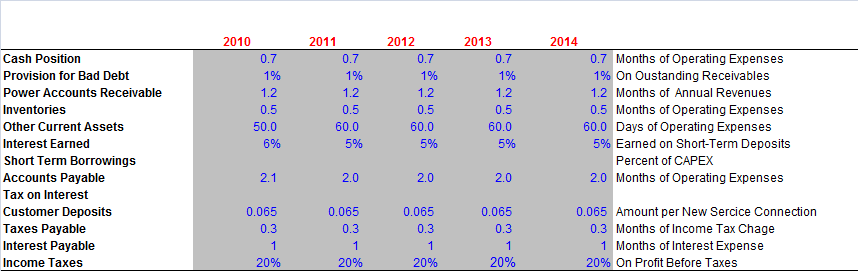 2010 2011 2012 2013 2014
Cash Position 0.7 0.7 0.7 0.7 0.7 Months of Operating Expenses
Provision for Bad Debt 1% 1% 1% 1% 1% On Oustanding Receivables
Power Accounts Receivable 1.2 1.2 1.2 1.2 1.2 Months of Annual Revenues
Inventories 0.5 0.5 0.5 0.5 0.5 Months of Operating Expenses
Other Current Assets 50.0 60.0 60.0 60.0 60.0 Days of Operating Expenses
Interest Earned 6% 5% 5% 5% 5% Earned on Short-Term Deposits
Short Term Borrowings Percent of CAPEX
Accounts Payable 2.1 2.0 2.0 2.0 2.0 Months of Operating Expenses
Tax on Interest
Customer Deposits 0.065 0.065 0.065 0.065 0.065 Amount per New Sercice Connection
Taxes Payable 0.3 0.3 0.3 0.3 0.3 Months of Income Tax Chage
Interest Payable 1 1 1 1 1 Months of Interest Expense
Income Taxes 20% 20% 20% 20% 20% On Profit Before Taxes